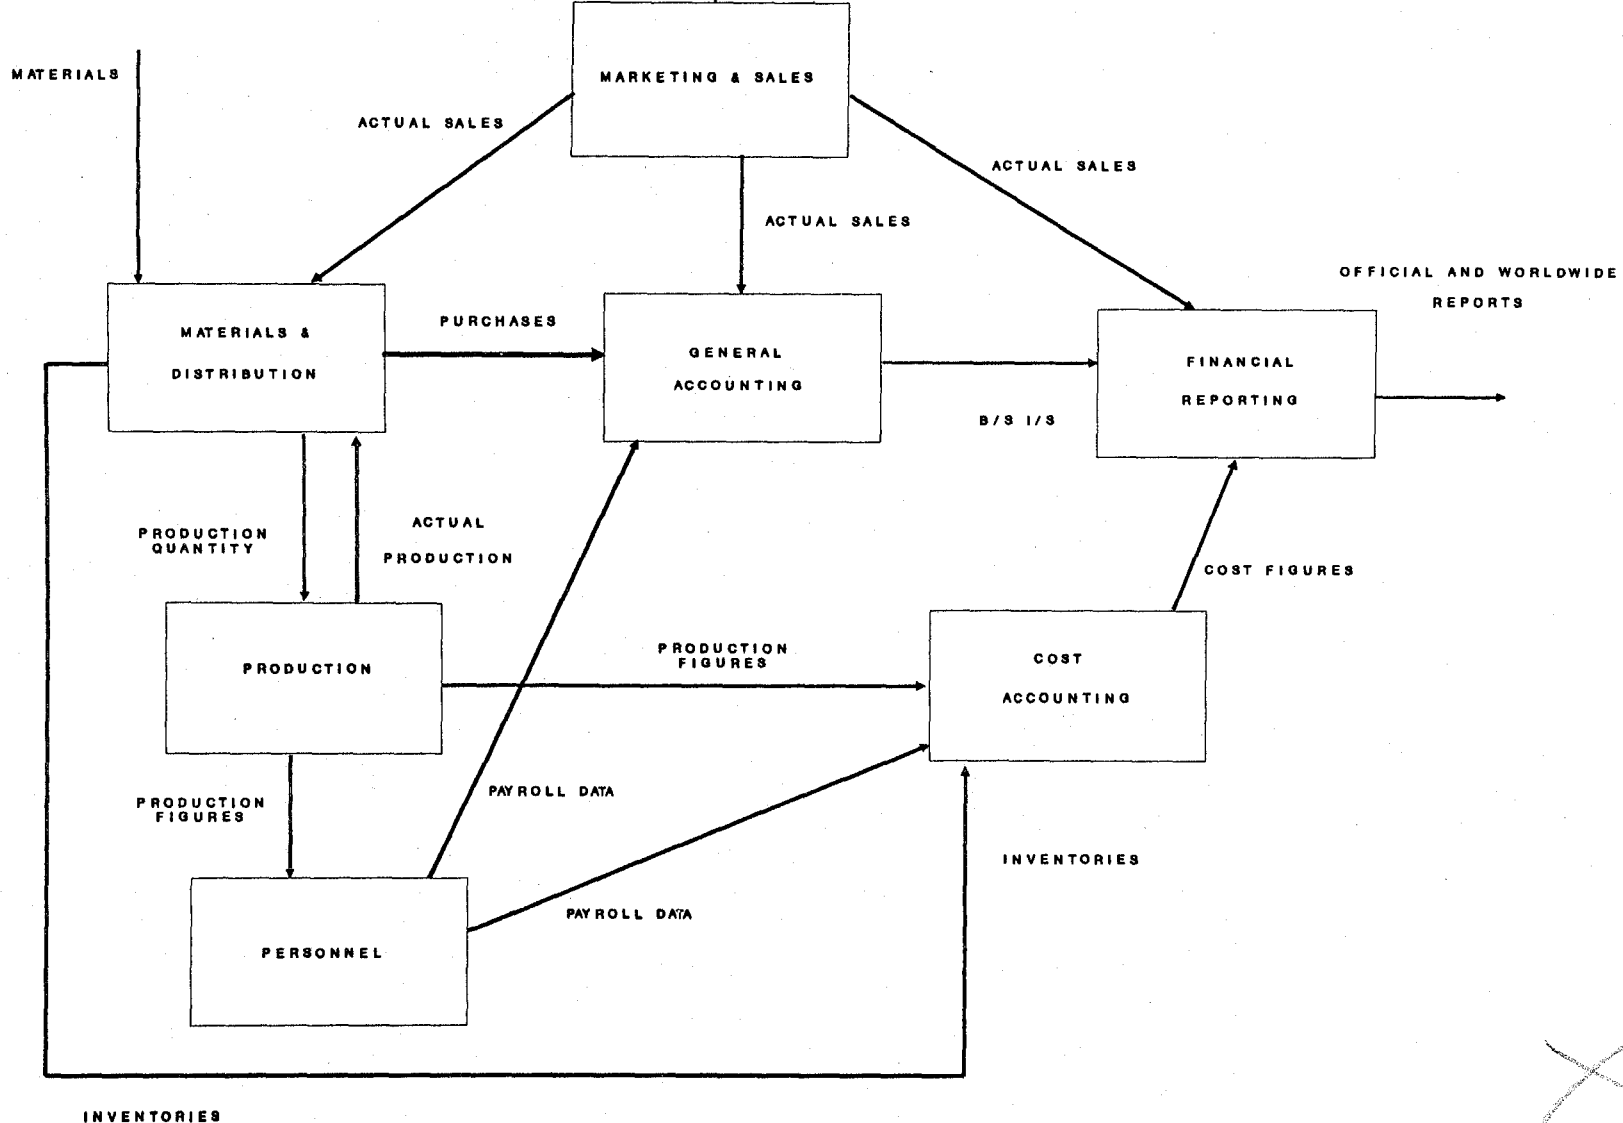 MARKETING & SALES
MATERIALS
ACTUAL SALES
ACTUAL SALES
ACTUAL SALES
OFFICIAL AND WORLDWIDE
REPORTS
PURCHASES
MATERIALS &
DISTRIBUTION
GENERAL
ACCOUNTING
FINANCIAL
REPORTING
B/S I/S
PRODUCTION
QUANTITY
ACTUAL
PRODUCTION
COST FIGURES
PRODUCTION
FIGURES
PRODUCTION
COST
ACCOUNTING
PRODUCTION
FIGURES
PAYROLL DATA
INVENTORIES
PAYROLL DATA
PERSONNEL
INVENTORIES